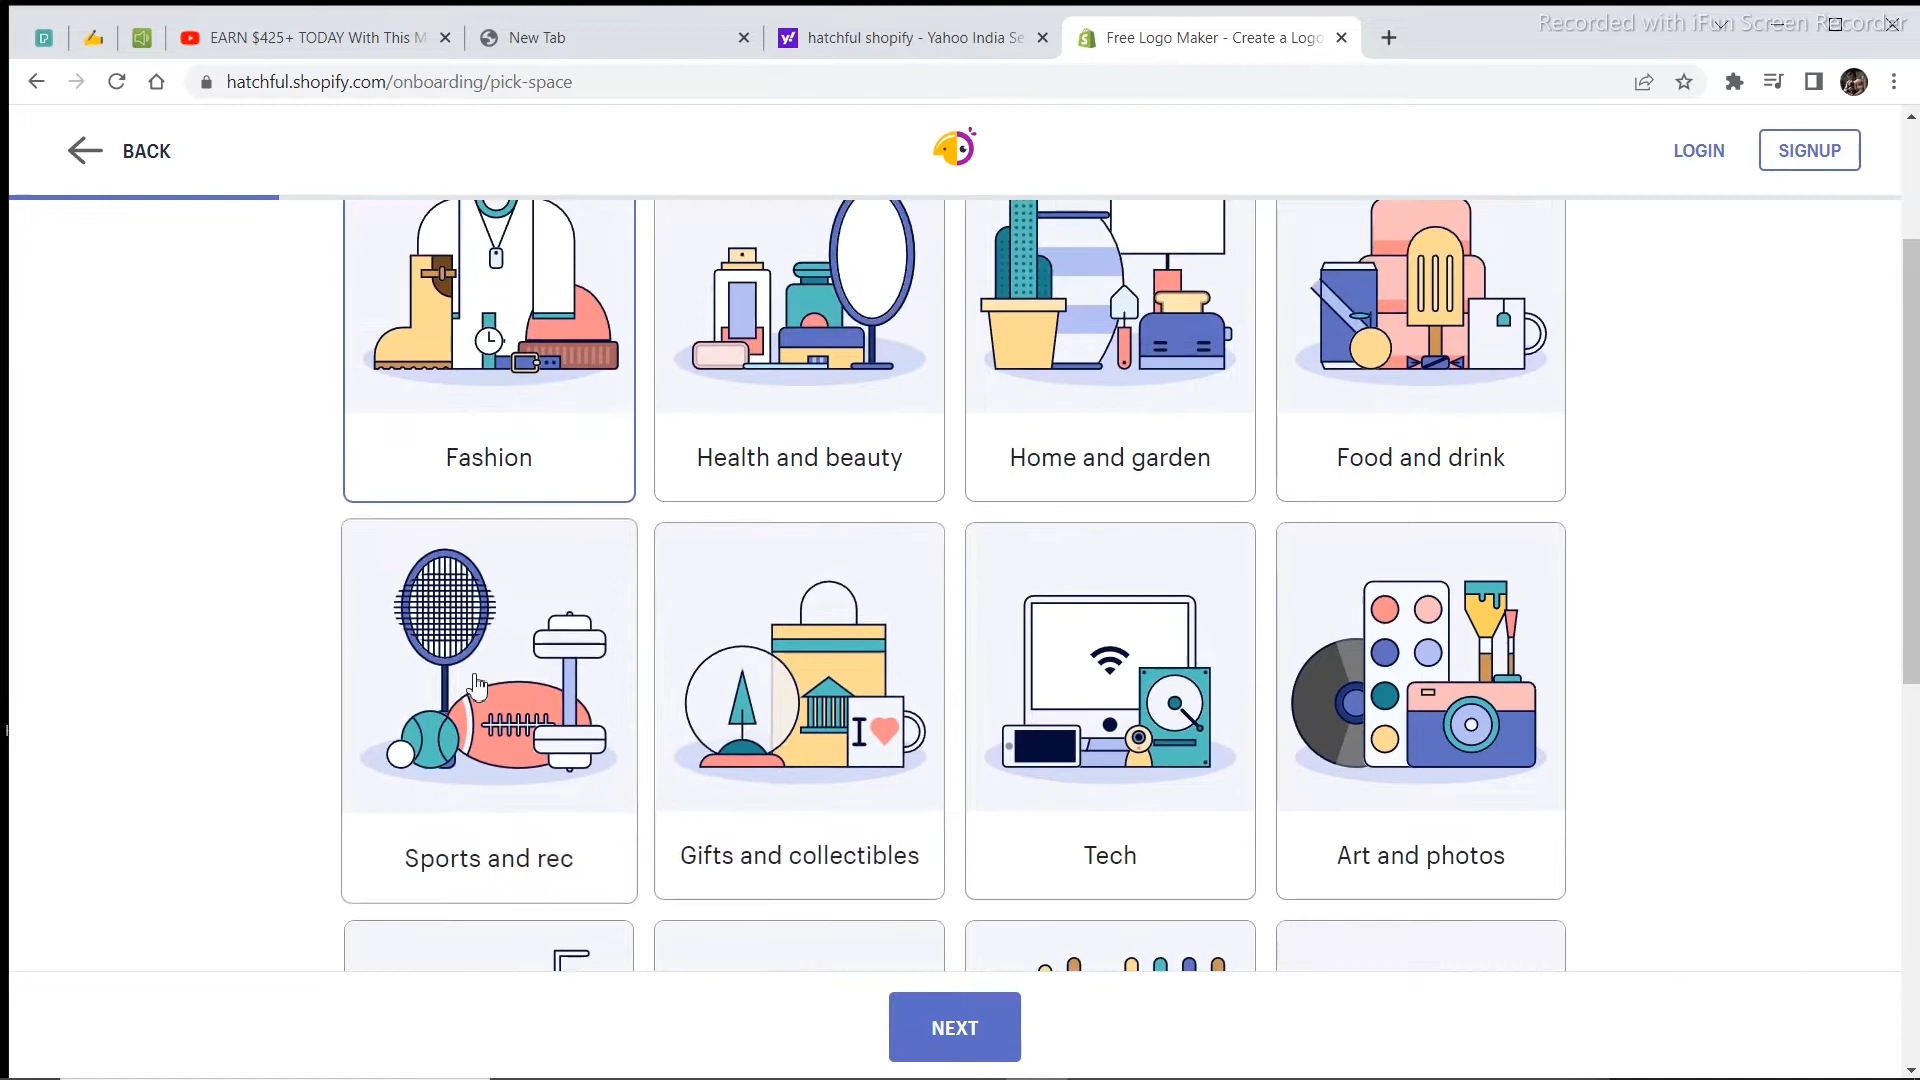 Recorded with iFun Screen Recorder
EARN $425+ TODAY With This M
New Tab
hatchful shopify - Yahoo India Se
Free Logo Maker - Create a Logo
hatchful.shopify.com/onboarding/pick-space
BACK
LOGIN
SIGNUP
Fashion
Health and beauty
Home and garden
Food and drink
I
Sports and rec
Gifts and collectibles
Tech
Art and photos
NEXT